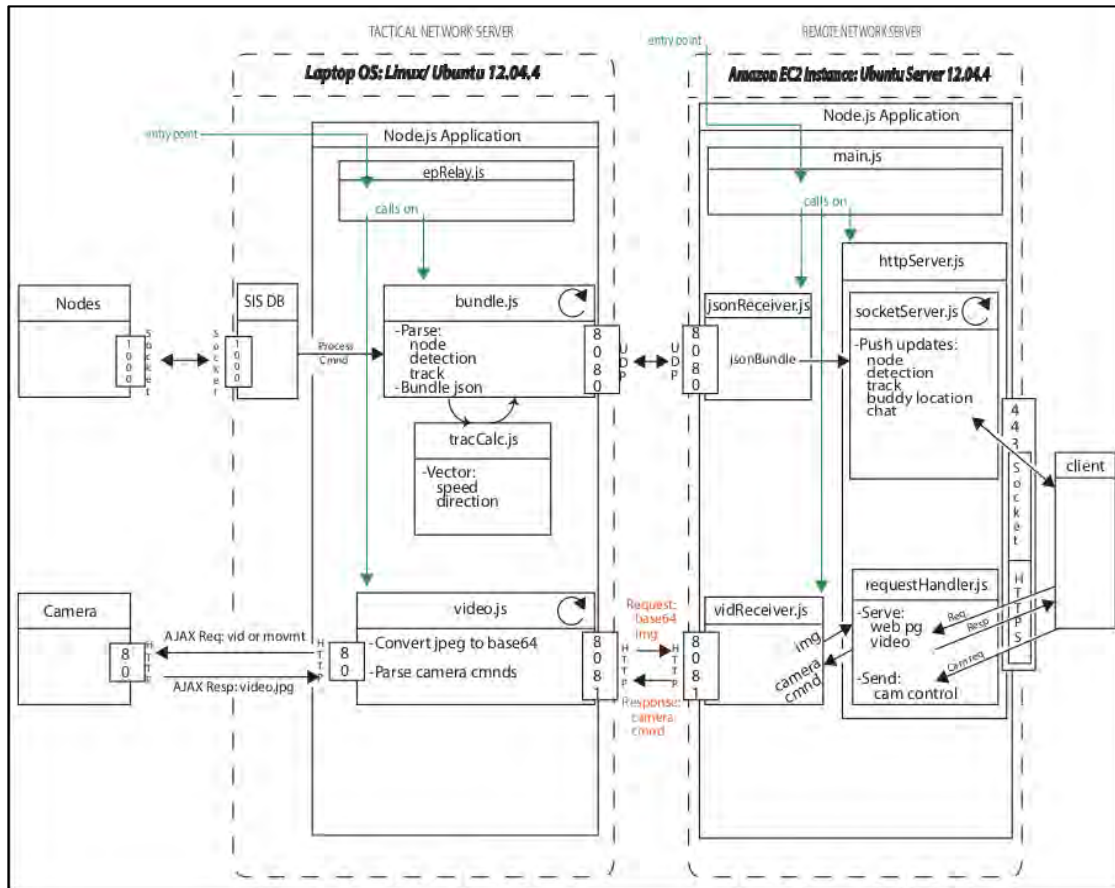 TACTICAL NETWORK SERVER
REMOTE NETWORK SERVER
entry point
Laptop OS: Linux/ Ubuntu 12.04.4
Amazon EC2 Instance: Ubuntu Server 12.04.4
entry point
Node.js Application
epRelay.js
calls on
Node.js Application
main.js
calls on
Nodes
1000
Socket
Socket
1000
SIS DB
Process
Cmnd
bundle.js
-Parse:
node
detection
track
-Bundle json
8080
UDP
UDP
8080
tracCalc.js
-Vector:
speed
direction
jsonReceiver.js
jsonBundle
httpServer.js
socketServer.js
-Push updates:
node
detection
track
buddy location
chat
443
Socket
HTTPS
client
Camera
80
HTTP
AJAX Req: vid or movmt
AJAX Resp: video.jpg
HTTP
80
video.js
-Convert jpeg to base64
-Parse camera cmnds
8081
HTTP
Request:
base64
img
Response:
camera
cmnd
HTTP
8081
vidReceiver.js
img
camera
cmnd
requestHandler.js
-Serve:
web pg
video
-Send:
cam control
Req
Resp
Cam req